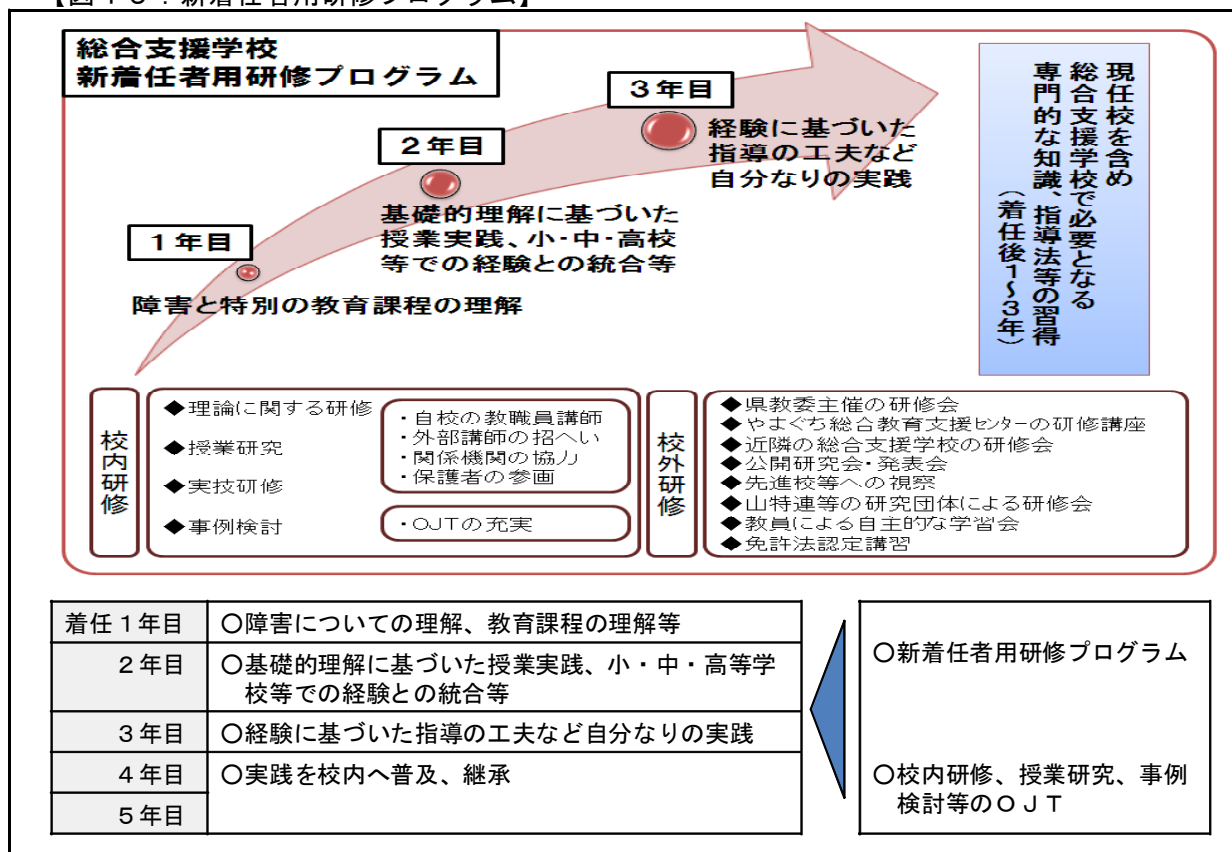 【図１８：新着任者用研修プログラム】
総合支援学校
新着任者用研修プログラム
３年目
経験に基づいた
指導の工夫など
自分なりの実践
２年目
基礎的理解に基づいた
授業実践、小・中・高校
等での経験との統合等
１年目
障害と特別の教育課程の理解
現任校を含め
総合支援学校で必要となる
専門的な知識、指導法等の習得
（着任後１～３年）
校内研修
◆理論に関する研修
◆授業研究
◆実技研修
◆事例検討
・自校の教職員講師
・外部講師の招へい
・関係機関の協力
・保護者の参画
・OJTの充実
校外研修
◆県教委主催の研修会
◆やまぐち総合教育支援センターの研修講座
◆近隣の総合支援学校の研修会
◆公開研究会・発表会
◆先進校等への視察
◆山特連等の研究団体による研修会
◆教員による自主的な学習会
◆免許法認定講習
着任１年目 ○障害についての理解、教育課程の理解等
２年目 ○基礎的理解に基づいた授業実践、小・中・高等学
校等での経験との統合等
３年目 ○経験に基づいた指導の工夫など自分なりの実践
４年目 ○実践を校内へ普及、継承
５年目
○新着任者用研修プログラム
○校内研修、授業研究、事例
検討等のＯＪＴ